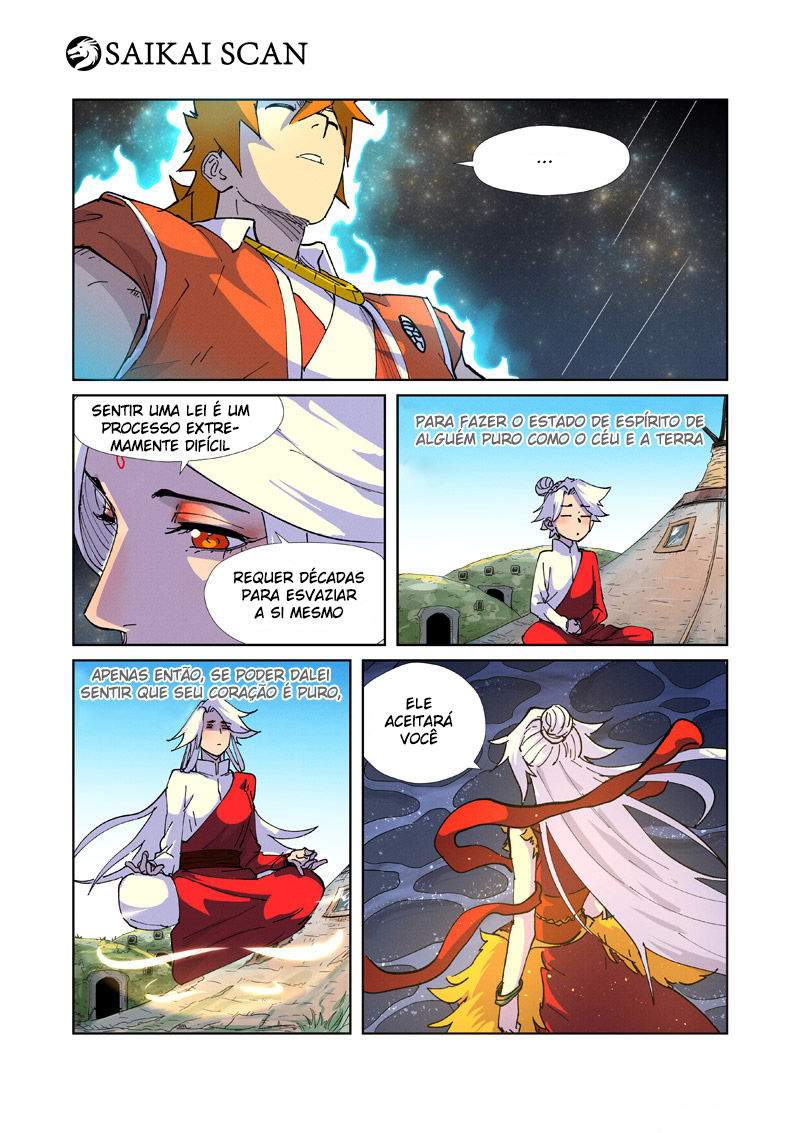 SAIKAI SCAN
...
SENTIR UMA LEI É UM
PROCESSO EXTRE-
MAMENTE DIFÍCIL
REQUER DÉCADAS
PARA ESVAZIAR
A SI MESMO
PARA FAZER O ESTADO DE ESPÍRITO DE
ALGUÉM PURO COMO O CÉU E A TERRA
APENAS ENTÃO, SE PODER DALEI
SENTIR QUE SEU CORAÇÃO É PURO,
ELE
ACEITARÁ
VOCÊ